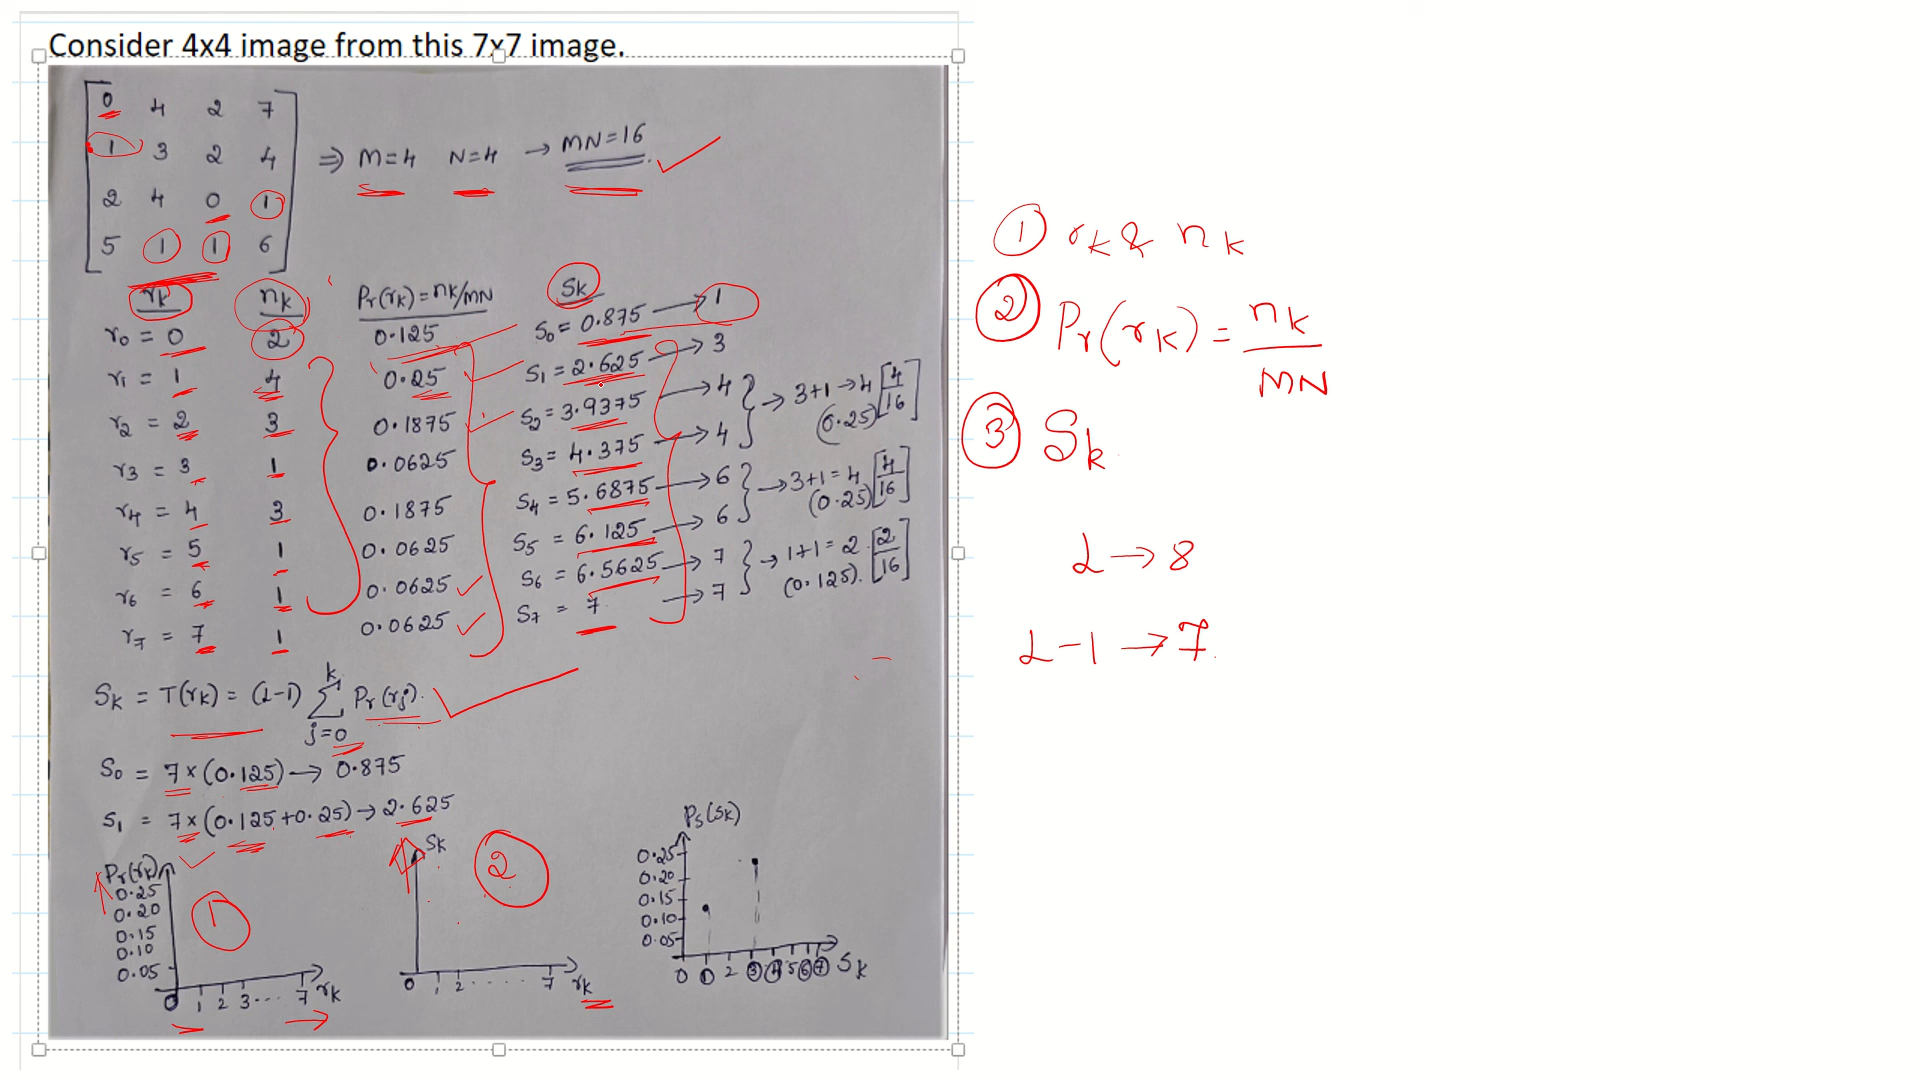 Consider 4x4 image from this 7x7 image.
0 4 2 7
1 3 2 4 ⇒ M=4 N=4 → MN=16
2 4 0 1
5 1 1 6
rk nk Pr(rk)=nk/MN Sk
r0 = 0 2 0.125 S0 = 0.875 → 1
r1 = 1 4 0.25 S1 = 2.625 → 3
r2 = 2 3 0.1875 S2 = 3.9375 → 4 } → 3+1 → 4 [4/16]
(0.25)
r3 = 3 1 0.0625 S3 = 4.375 → 4
r4 = 4 3 0.1875 S4 = 5.6875 → 6 } → 3+1 = 4 [4/16]
(0.25)
r5 = 5 1 0.0625 S5 = 6.125 → 6
r6 = 6 1 0.0625 S6 = 6.5625 → 7 } → 1+1 = 2 [2/16]
(0.125).
r7 = 7 1 0.0625 S7 = 7 → 7
Sk = T(rk) = (L-1) k Σ j=0 Pr(rj).
S0 = 7 × (0.125) → 0.875
S1 = 7 × (0.125 + 0.25) → 2.625
Pr(rk)
0.25
0.20
0.15
0.10
0.05
0 1 2 3 .... 7 rk
1
Sk
2
0 1 2 ..... 7 rk
Ps(Sk)
0.25
0.20
0.15
0.10
0.05
0 1 2 3 4 5 6 7 Sk
1 rk & nk
2 Pr(rk) = nk/MN
3 Sk
L → 8
L-1 → 7